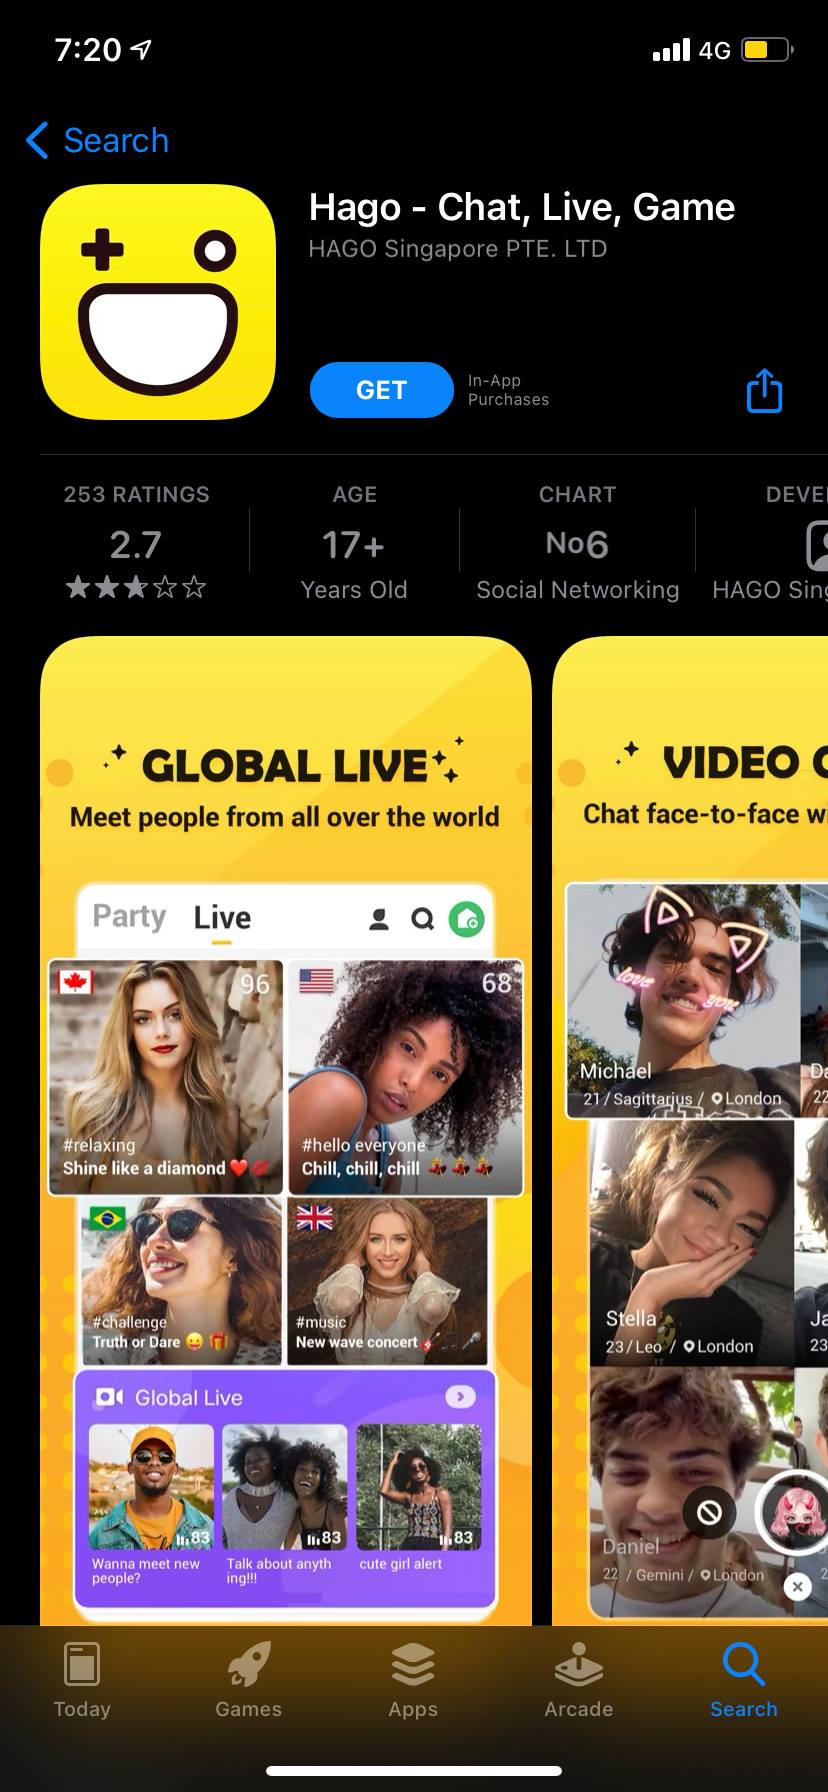 7:20
4G
Search
Hago - Chat, Live, Game
HAGO Singapore PTE. LTD
GET
In-App
Purchases
253 RATINGS
2.7
AGE
17+
Years Old
CHART
No6
Social Networking
DEVE
HAGO Sing
GLOBAL LIVE
Meet people from all over the world
Party Live
96
#relaxing
Shine like a diamond ❤️💋
68
#hello everyone
Chill, chill, chill 💃💃💃
#challenge
Truth or Dare 😛🎁
#music
New wave concert🎸🎵🎤
Global Live
83
Wanna meet new
people?
83
Talk about anyth
ing!!!
83
cute girl alert
VIDEO
Chat face-to-face wi
love you
Michael
21/Sagittarius / London
Da
22
Stella
23/Leo / London
Ja
23
Daniel
22 / Gemini / London
2
Today
Games
Apps
Arcade
Search